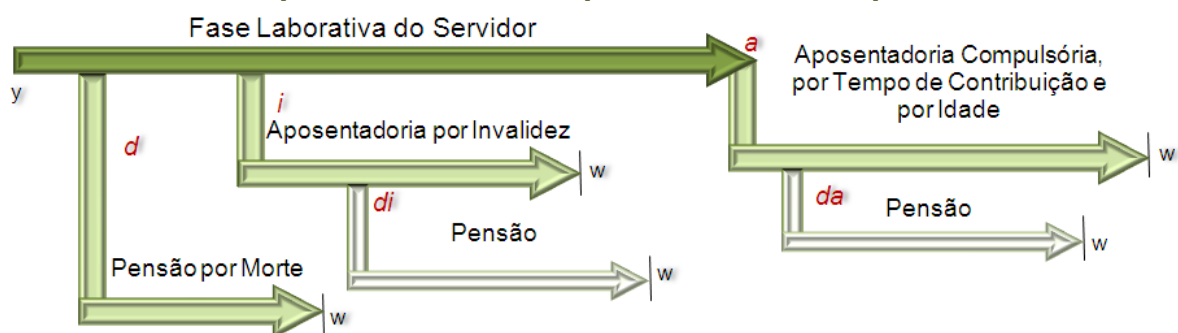 Fase Laborativa do Servidor
a
Aposentadoria Compulsória,
por Tempo de Contribuição e
por Idade
y
i
d
Aposentadoria por Invalidez
w
w
di
da
Pensão
Pensão
w
Pensão por Morte
w
w